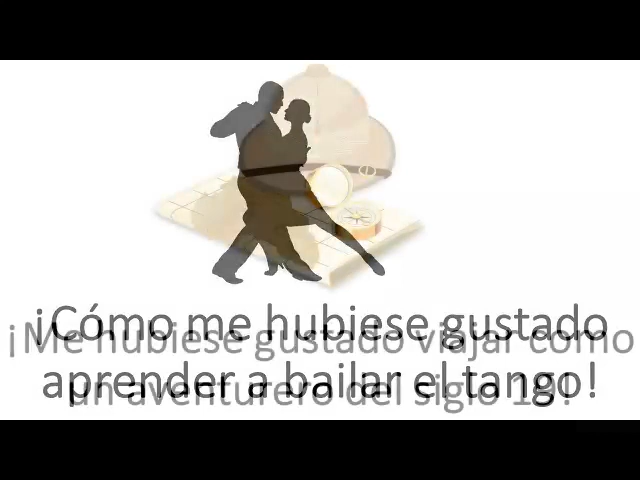 ¡Cómo me hubiese gustado
aprender a bailar el tango!
¡Me hubiese gustado viajar como
un aventurero del siglo